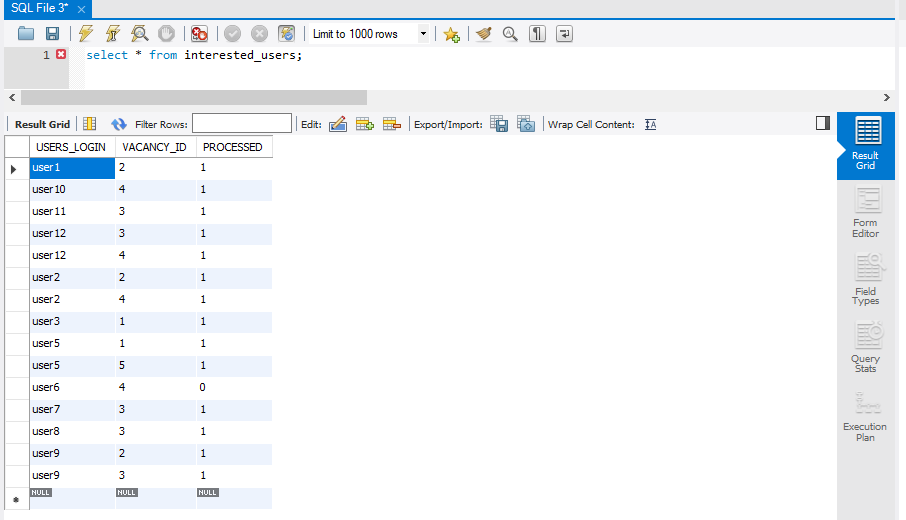 SQL File 3*
Limit to 1000 rows
1 select * from interested_users;
Result Grid Filter Rows: Edit: Export/Import: Wrap Cell Content:
USERS_LOGIN VACANCY_ID PROCESSED
user1 2 1
user10 4 1
user11 3 1
user12 3 1
user12 4 1
user2 2 1
user2 4 1
user3 1 1
user5 1 1
user5 5 1
user6 4 0
user7 3 1
user8 3 1
user9 2 1
user9 3 1
NULL NULL NULL
Result
Grid
Form
Editor
Field
Types
Query
Stats
Execution
Plan